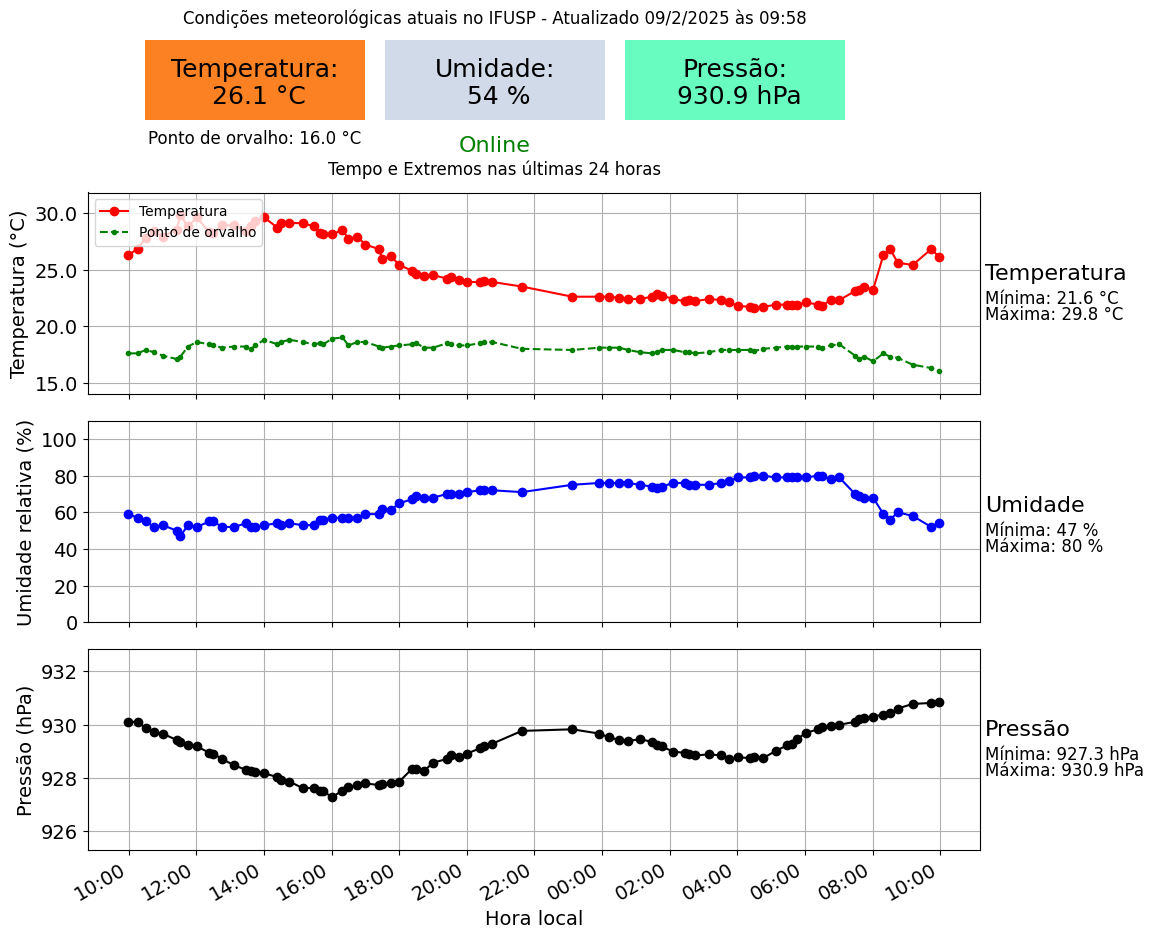 Condições meteorológicas atuais no IFUSP - Atualizado 09/2/2025 às 09:58
Temperatura:
26.1 °C
Umidade:
54 %
Pressão:
930.9 hPa
Ponto de orvalho: 16.0 °C
Online
Tempo e Extremos nas últimas 24 horas
Temperatura (°C)
30.0
25.0
20.0
15.0
Temperatura
Ponto de orvalho
Temperatura
Mínima: 21.6 °C
Máxima: 29.8 °C
Umidade relativa (%)
100
80
60
40
20
0
Umidade
Mínima: 47 %
Máxima: 80 %
Pressão (hPa)
932
930
928
926
Pressão
Mínima: 927.3 hPa
Máxima: 930.9 hPa
10:00 12:00 14:00 16:00 18:00 20:00 22:00 00:00 02:00 04:00 06:00 08:00 10:00
Hora local